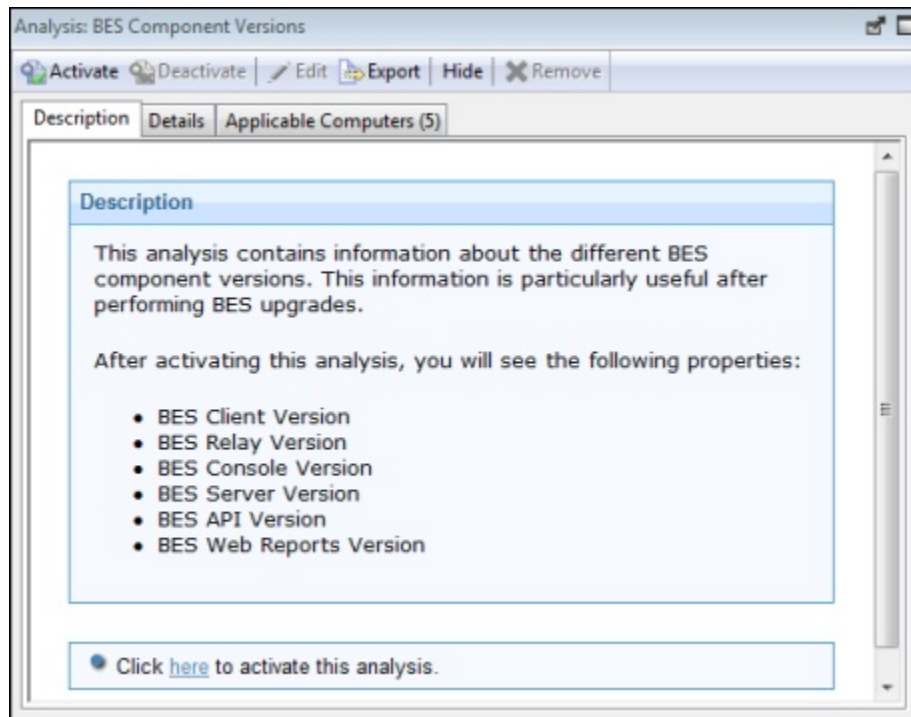 Analysis: BES Component Versions
Activate Deactivate Edit Export Hide Remove
Description Details Applicable Computers (5)
Description
This analysis contains information about the different BES
component versions. This information is particularly useful after
performing BES upgrades.
After activating this analysis, you will see the following properties:
• BES Client Version
• BES Relay Version
• BES Console Version
• BES Server Version
• BES API Version
• BES Web Reports Version
Click here to activate this analysis.